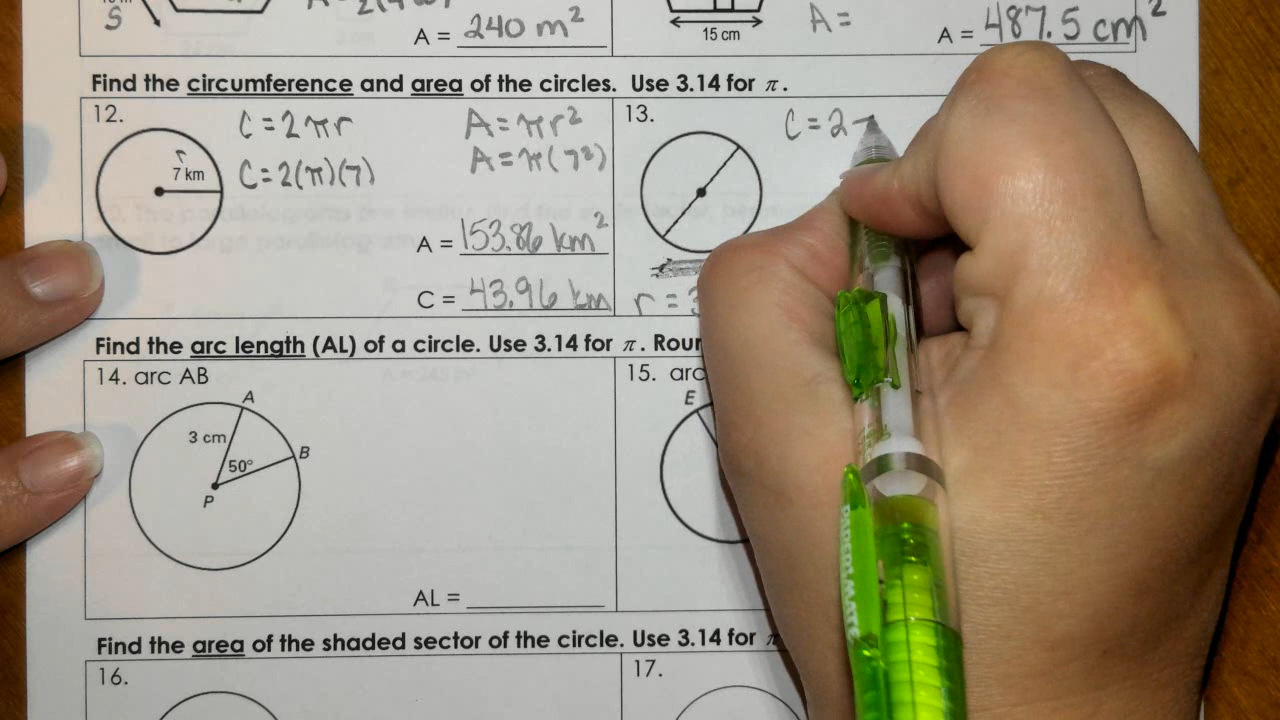 S
A = 240 m²
15 cm
A =
A = 487.5 cm²
Find the circumference and area of the circles. Use 3.14 for π.
12.
r
7 km
C = 2πr
C = 2(π)(7)
A = πr²
A = π(7²)
A = 153.86 km²
C = 43.96 km
13.
C = 2
r = 3
Find the arc length (AL) of a circle. Use 3.14 for π.
14. arc AB
A
3 cm
50°
B
P
AL =
15. arc
E
PAPERMATE
Find the area of the shaded sector of the circle. Use 3.14 for π
16.
17.